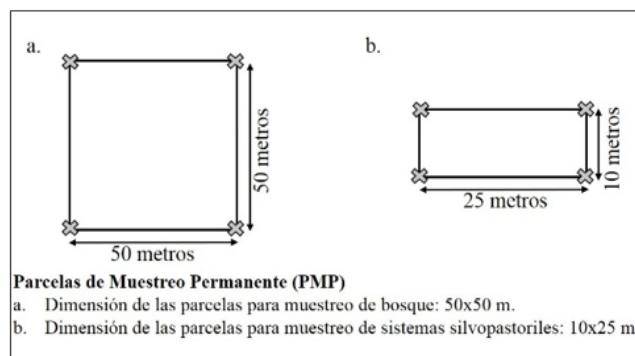 a.
b.
50 metros
10 metros
25 metros
50 metros
Parcelas de Muestreo Permanente (PMP)
a. Dimensión de las parcelas para muestreo de bosque: 50x50 m.
b. Dimensión de las parcelas para muestreo de sistemas silvopastoriles: 10x25 m